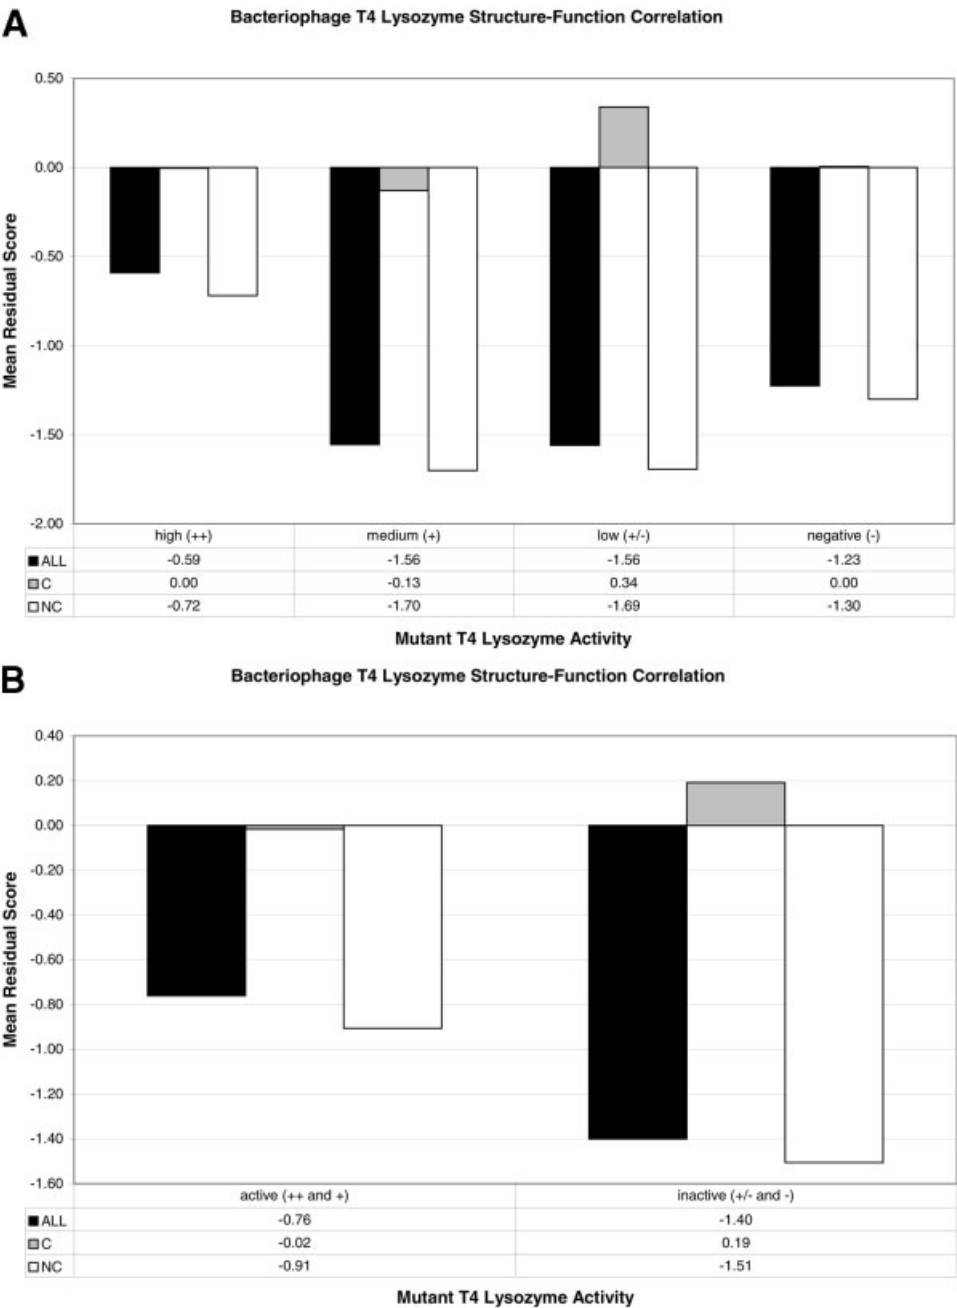 A
Bacteriophage T4 Lysozyme Structure-Function Correlation
0.50
0.00
-0.50
-1.00
-1.50
-2.00
Mean Residual Score
high (++) medium (+) low (+/-) negative (-)
ALL -0.59 -1.56 -1.56 -1.23
C 0.00 -0.13 0.34 0.00
NC -0.72 -1.70 -1.69 -1.30
Mutant T4 Lysozyme Activity
B
Bacteriophage T4 Lysozyme Structure-Function Correlation
0.40
0.20
0.00
-0.20
-0.40
-0.60
-0.80
-1.00
-1.20
-1.40
-1.60
Mean Residual Score
active (++ and +) inactive (+/- and -)
ALL -0.76 -1.40
C -0.02 0.19
NC -0.91 -1.51
Mutant T4 Lysozyme Activity